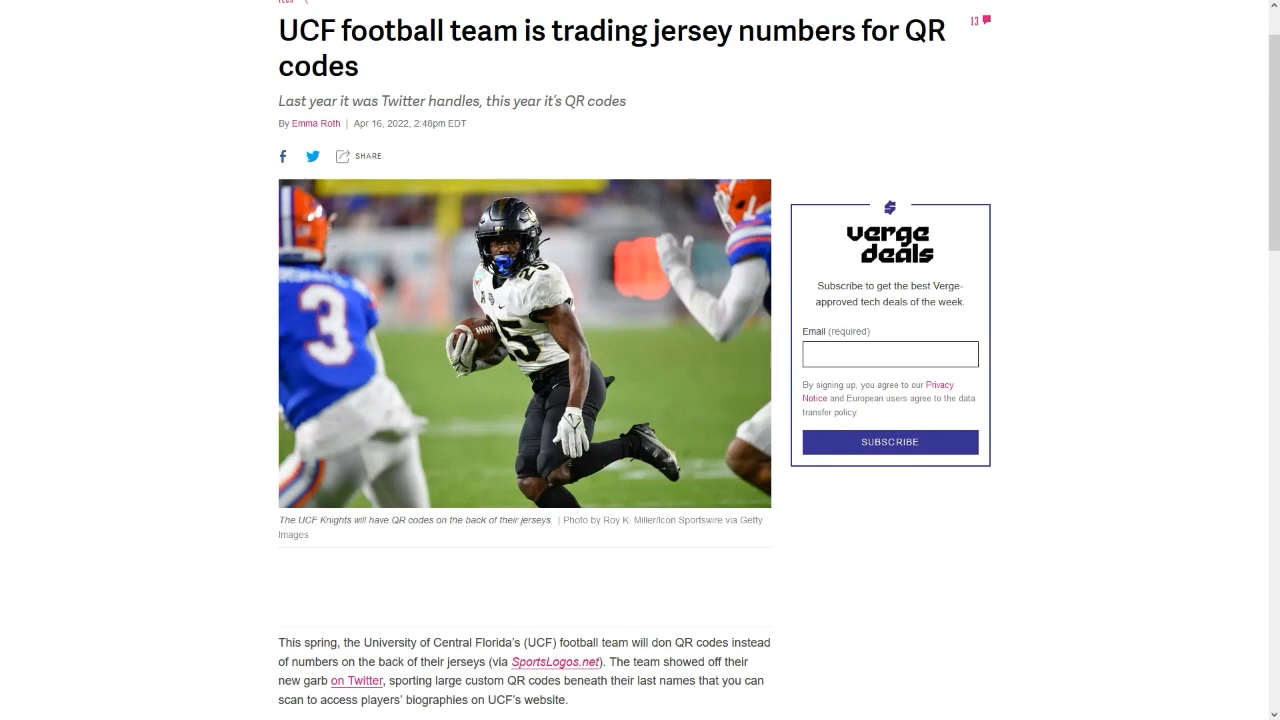 UCF football team is trading jersey numbers for QR
codes
13
Last year it was Twitter handles, this year it's QR codes
By Emma Roth | Apr 16, 2022, 2:48pm EDT
SHARE
3
25
25
The UCF Knights will have QR codes on the back of their jerseys. | Photo by Roy K. Miller/Icon Sportswire via Getty
Images
verge
deals
Subscribe to get the best Verge-
approved tech deals of the week.
Email (required)
By signing up, you agree to our Privacy
Notice and European users agree to the data
transfer policy.
SUBSCRIBE
This spring, the University of Central Florida's (UCF) football team will don QR codes instead
of numbers on the back of their jerseys (via SportsLogos.net). The team showed off their
new garb on Twitter, sporting large custom QR codes beneath their last names that you can
scan to access players' biographies on UCF's website.